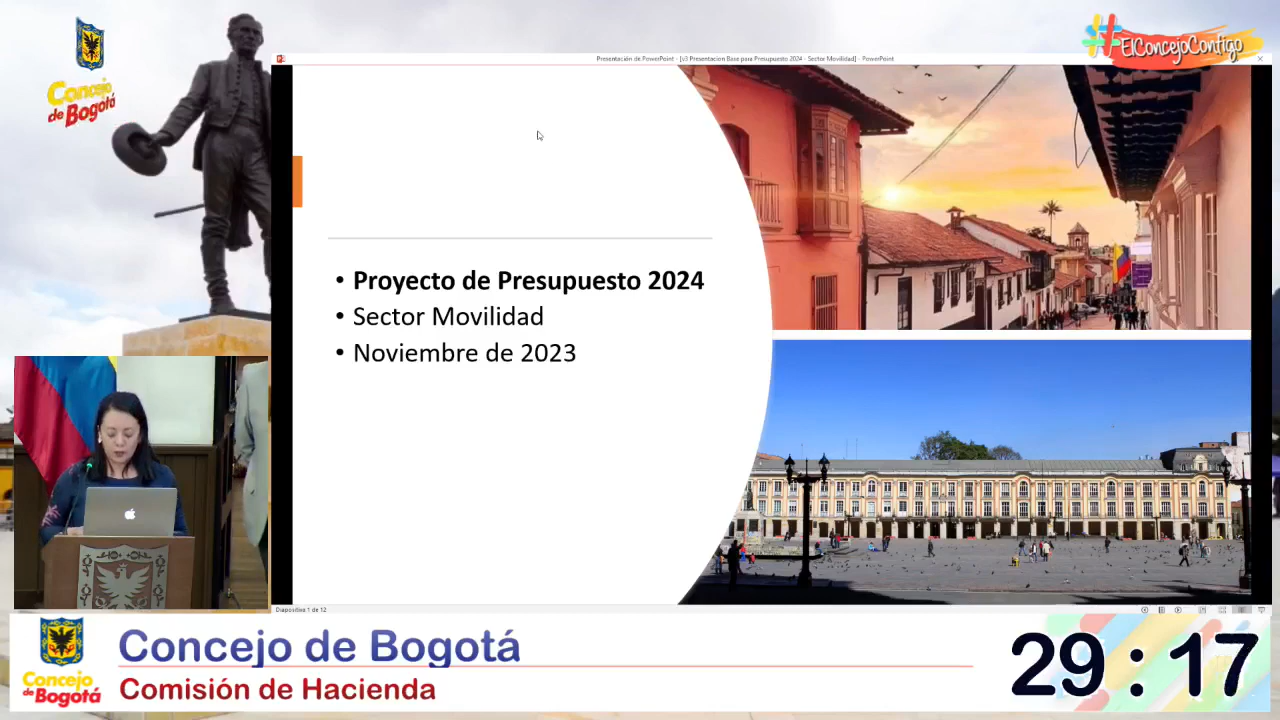 Concejo
de Bogotá
#ElConcejoContigo
Presentación de PowerPoint - [v3 Presentacion Base para Presupuesto 2024 - Sector Movilidad] - PowerPoint
• Proyecto de Presupuesto 2024
• Sector Movilidad
• Noviembre de 2023
Diapositiva 1 de 12
Concejo de Bogotá
Comisión de Hacienda
Concejo
de Bogotá
29:17